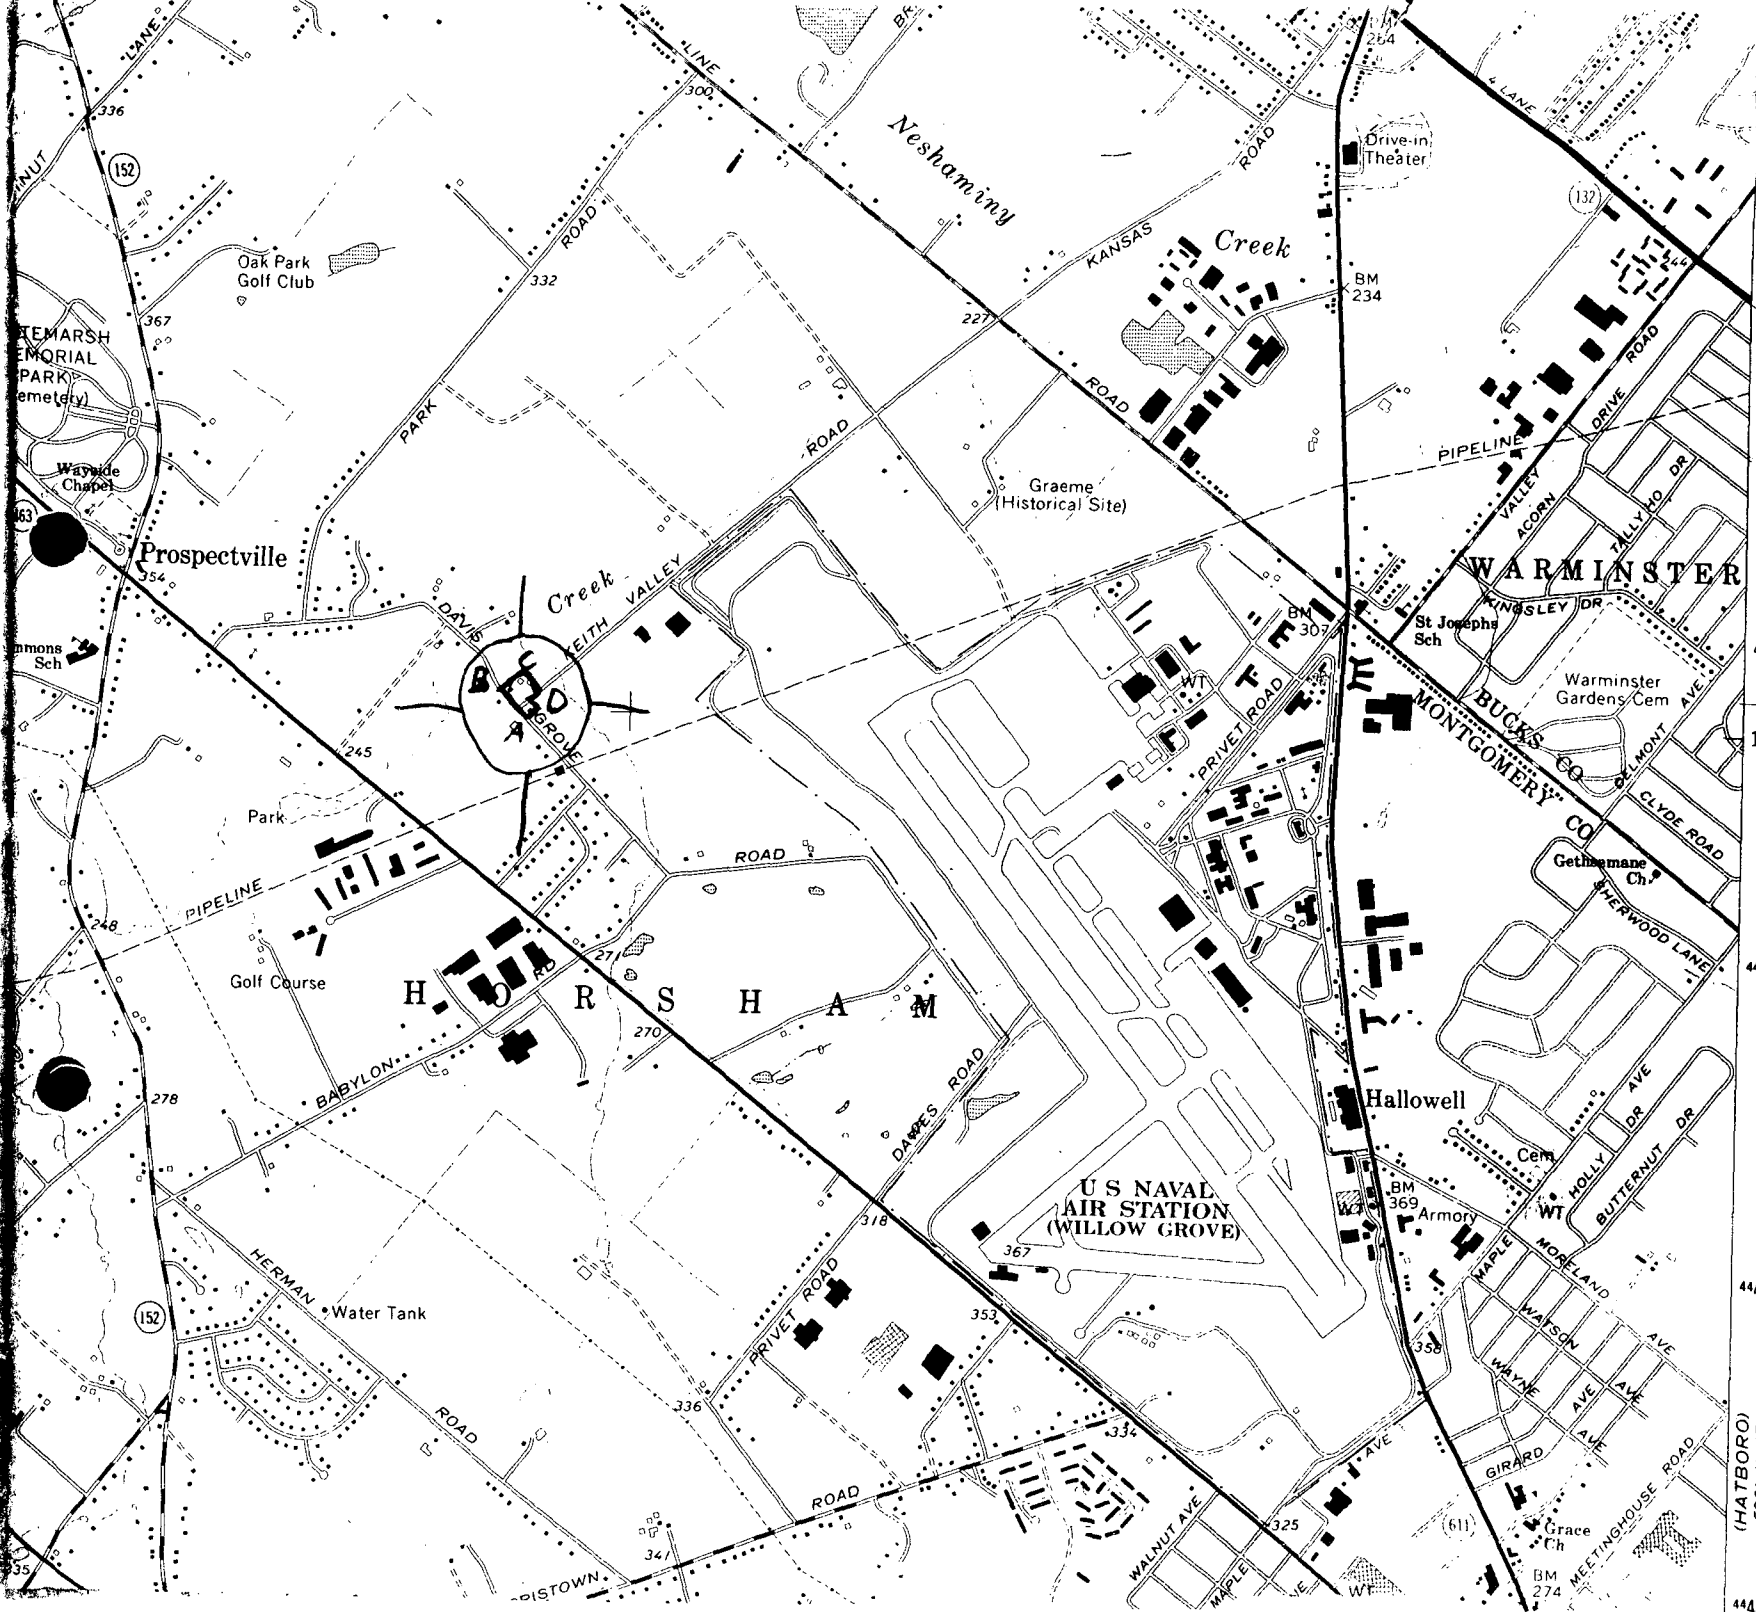 LANE
336
152
LINE
300
Neshaminy
264
4 LANE
ROAD
Drive-in
Theater
132
ROAD
Oak Park
Golf Club
332
KANSAS
Creek
BM
234
244
367
227
ROAD
PARK
ROAD
ROAD
DRIVE
PIPELINE
Wayside
Chapel
Graeme
(Historical Site)
VALLEY
ACORN
TALLY HO DR
Prospectville
354
Creek
DAVIS
KEITH VALLEY
WARMINSTER
KINGSLEY DR
BM
307
St Josephs
Sch
Sch
B
C
D
A
GROVE
WT
PRIVET ROAD
Warminster
Gardens Cem
BUCKS CO
MONTGOMERY CO
DELMONT AVE
CLYDE ROAD
245
Park
PIPELINE
ROAD
Gethsemane
Ch
SHERWOOD LANE
248
Golf Course
271
RD
HORSHAM
270
BABYLON
278
DAWES ROAD
Hallowell
Cem
HOLLY DR
AVE
BUTTERNUT DR
U S NAVAL
AIR STATION
(WILLOW GROVE)
BM
369
Armory
WT
318
367
HERMAN
Water Tank
152
PRIVET ROAD
353
MAPLE
MORELAND
AVE
WATSON
AVE
WAYNE
AVE
358
336
ROAD
334
AVE
GIRARD
AVE
ROAD
341
WALNUT AVE
325
MAPLE
611
Grace
Ch
MEETINGHOUSE ROAD
BM
274
WT
(HATBORO)